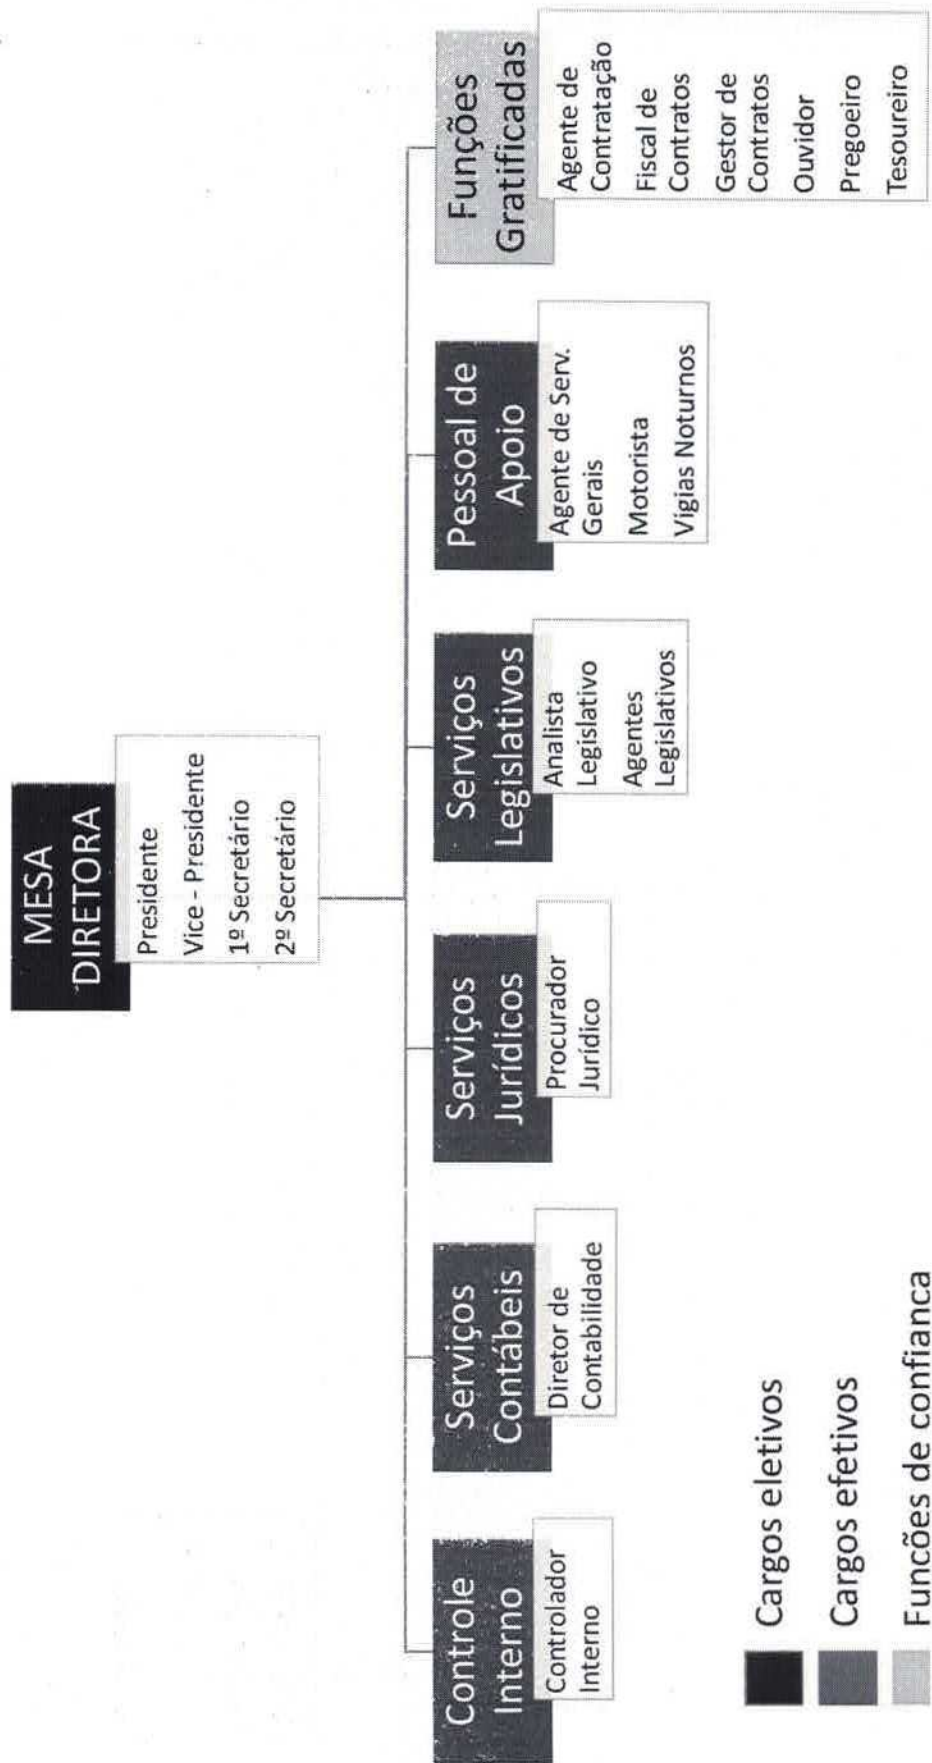 MESA
DIRETORA
Presidente
Vice - Presidente
1º Secretário
2º Secretário
Controle
Interno
Controlador
Interno
Serviços
Contábeis
Diretor de
Contabilidade
Serviços
Jurídicos
Procurador
Jurídico
Serviços
Legislativos
Analista
Legislativo
Agentes
Legislativos
Pessoal de
Apoio
Agente de Serv.
Gerais
Motorista
Vigias Noturnos
Funções
Gratificadas
Agente de
Contratação
Fiscal de
Contratos
Gestor de
Contratos
Ouvidor
Pregoeiro
Tesoureiro
Cargos eletivos
Cargos efetivos
Funcões de confianca